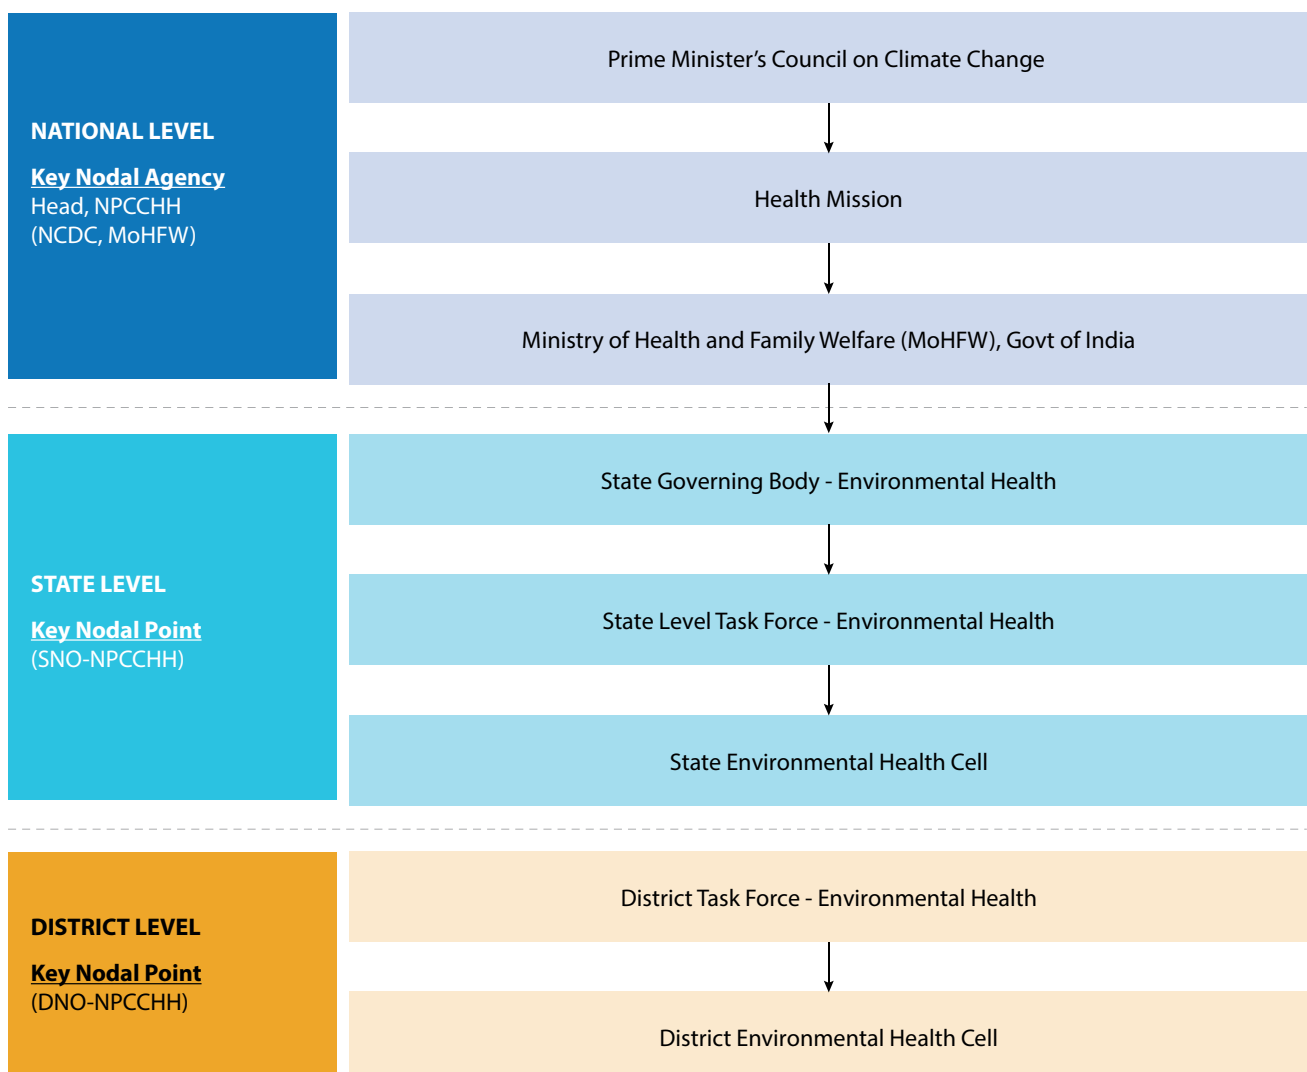 NATIONAL LEVEL
Key Nodal Agency
Head, NPCCHH
(NCDC, MoHFW)
Prime Minister’s Council on Climate Change
Health Mission
Ministry of Health and Family Welfare (MoHFW), Govt of India
STATE LEVEL
Key Nodal Point
(SNO-NPCCHH)
State Governing Body - Environmental Health
State Level Task Force - Environmental Health
State Environmental Health Cell
DISTRICT LEVEL
Key Nodal Point
(DNO-NPCCHH)
District Task Force - Environmental Health
District Environmental Health Cell